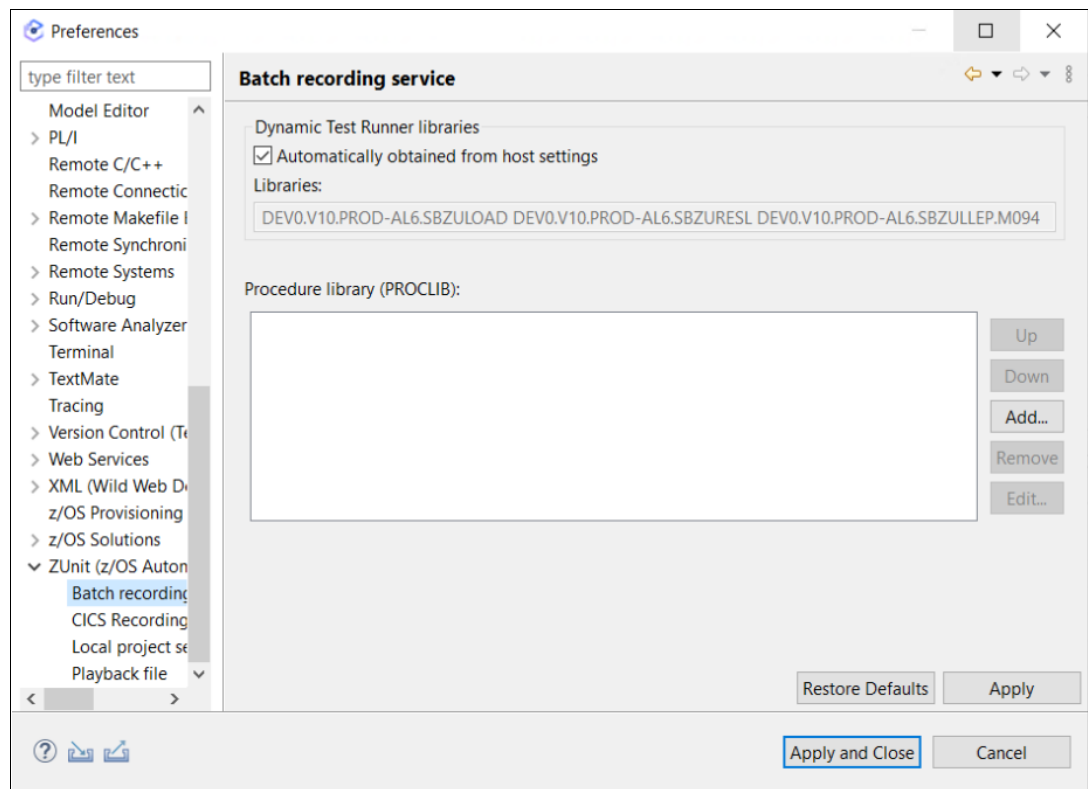 Preferences
type filter text
Model Editor
PL/I
Remote C/C++
Remote Connectic
Remote Makefile
Remote Synchroni
Remote Systems
Run/Debug
Software Analyzer
Terminal
TextMate
Tracing
Version Control (Te
Web Services
XML (Wild Web D
z/OS Provisioning
z/OS Solutions
ZUnit (z/OS Auton
Batch recording
CICS Recording
Local project se
Playback file
Batch recording service
Dynamic Test Runner libraries
Automatically obtained from host settings
Libraries:
DEV0.V10.PROD-AL6.SBZULOAD DEV0.V10.PROD-AL6.SBZURESL DEV0.V10.PROD-AL6.SBZULLEP.M094
Procedure library (PROCLIB):
Up
Down
Add...
Remove
Edit...
Restore Defaults
Apply
Apply and Close
Cancel